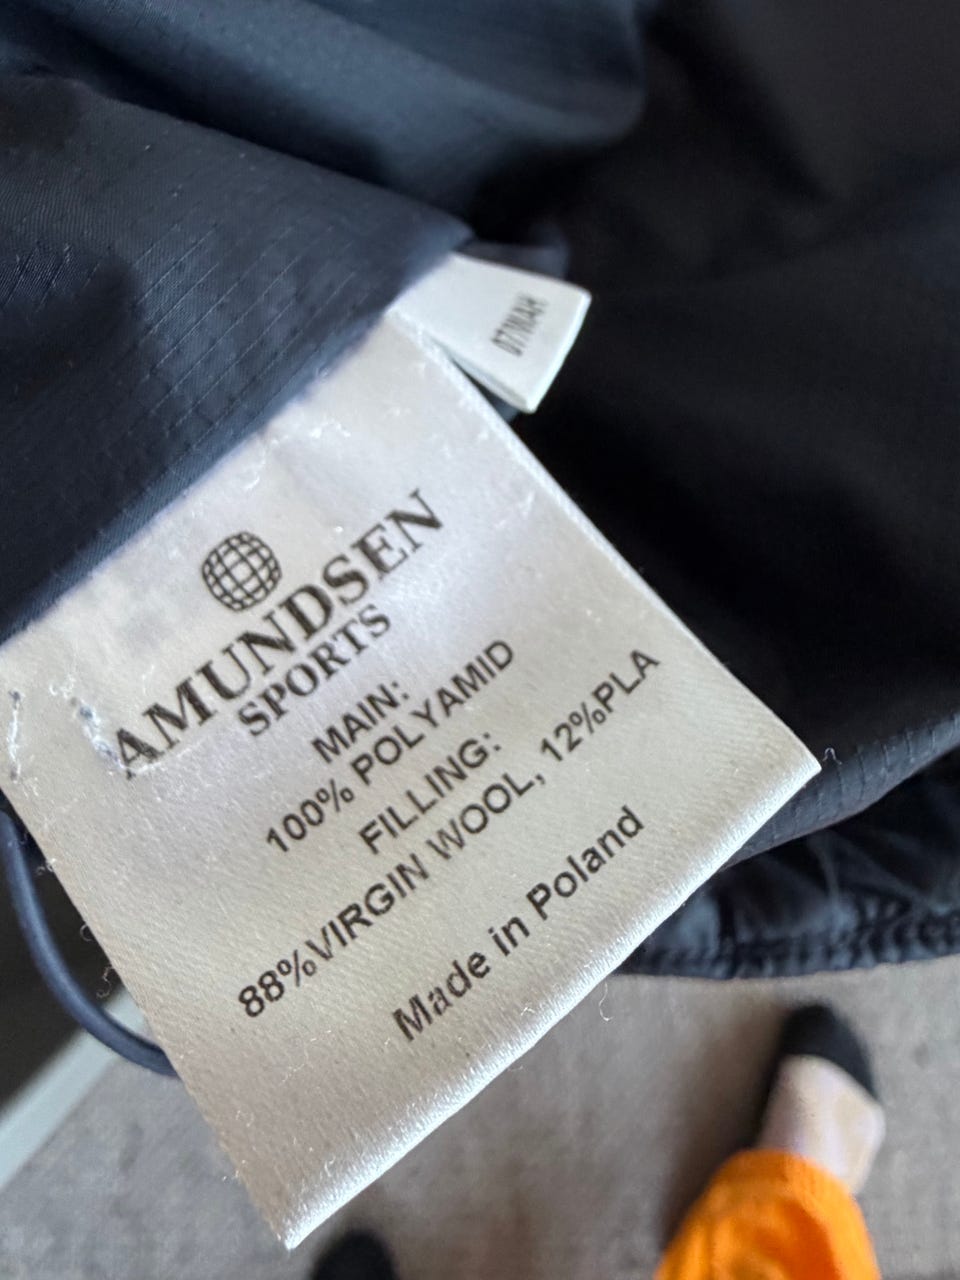 AMUNDSEN
SPORTS
MAIN:
100% POLYAMID
FILLING:
88%VIRGIN WOOL, 12%PLA
Made in Poland